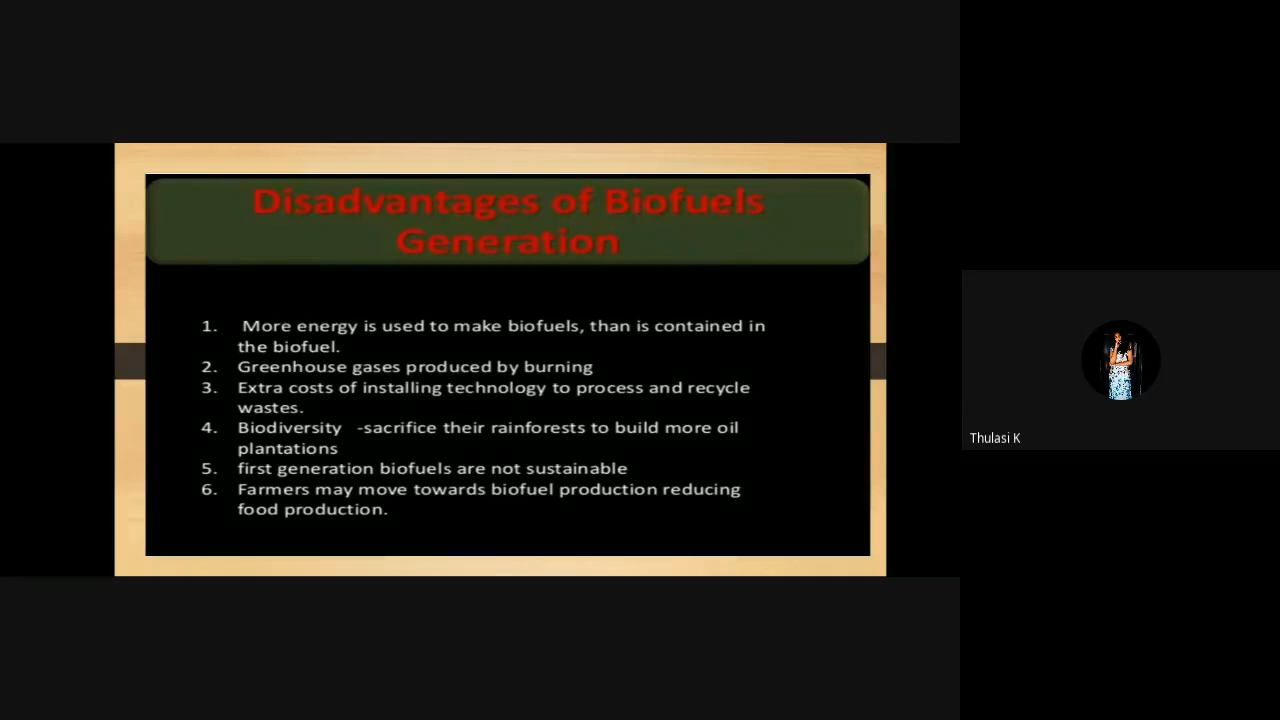 Disadvantages of Biofuels
Generation
1. More energy is used to make biofuels, than is contained in
the biofuel.
2. Greenhouse gases produced by burning
3. Extra costs of installing technology to process and recycle
wastes.
4. Biodiversity -sacrifice their rainforests to build more oil
plantations
5. first generation biofuels are not sustainable
6. Farmers may move towards biofuel production reducing
food production.
Thulasi K